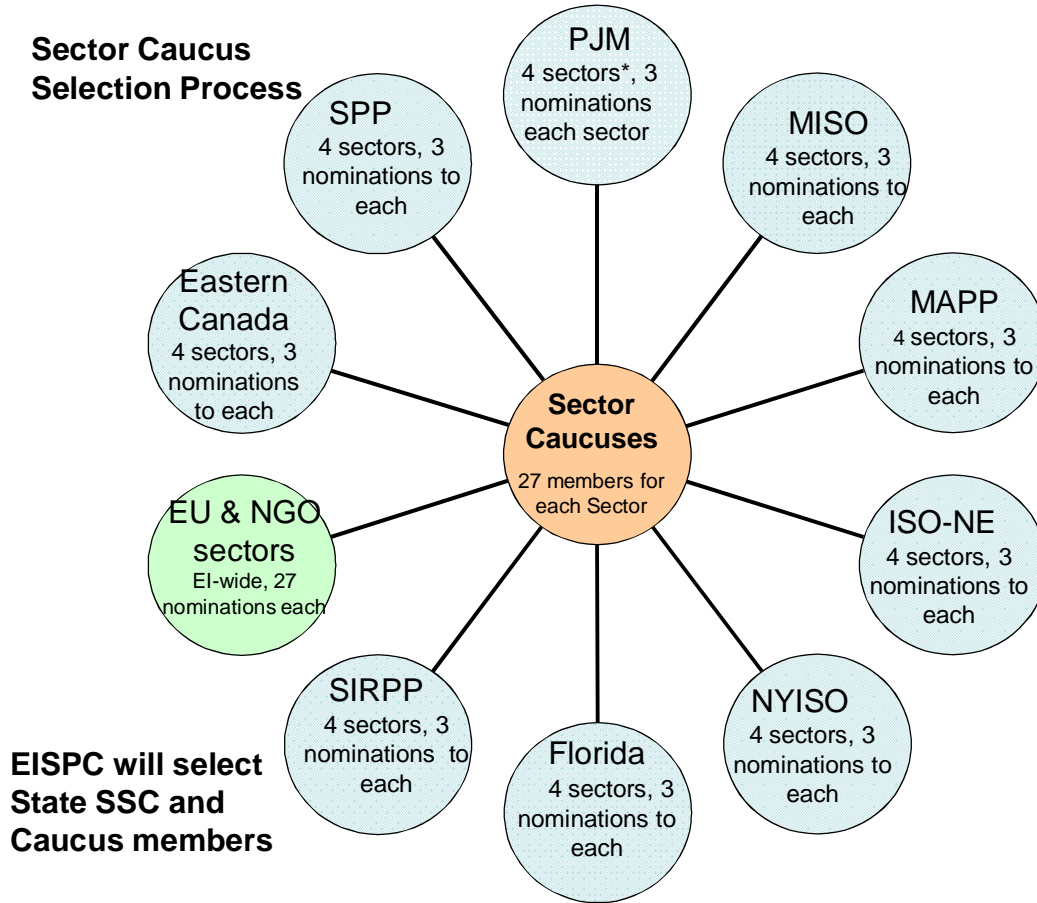 Sector Caucus
Selection Process
PJM
4 sectors*, 3
nominations
each sector
SPP
4 sectors, 3
nominations to
each
MISO
4 sectors, 3
nominations to
each
Eastern
Canada
4 sectors, 3
nominations
to each
MAPP
4 sectors, 3
nominations to
each
Sector
Caucuses
27 members for
each Sector
EU & NGO
sectors
EI-wide, 27
nominations each
ISO-NE
4 sectors, 3
nominations to
each
SIRPP
4 sectors, 3
nominations to
each
Florida
4 sectors, 3
nominations to
each
NYISO
4 sectors, 3
nominations to
each
EISPC will select
State SSC and
Caucus members